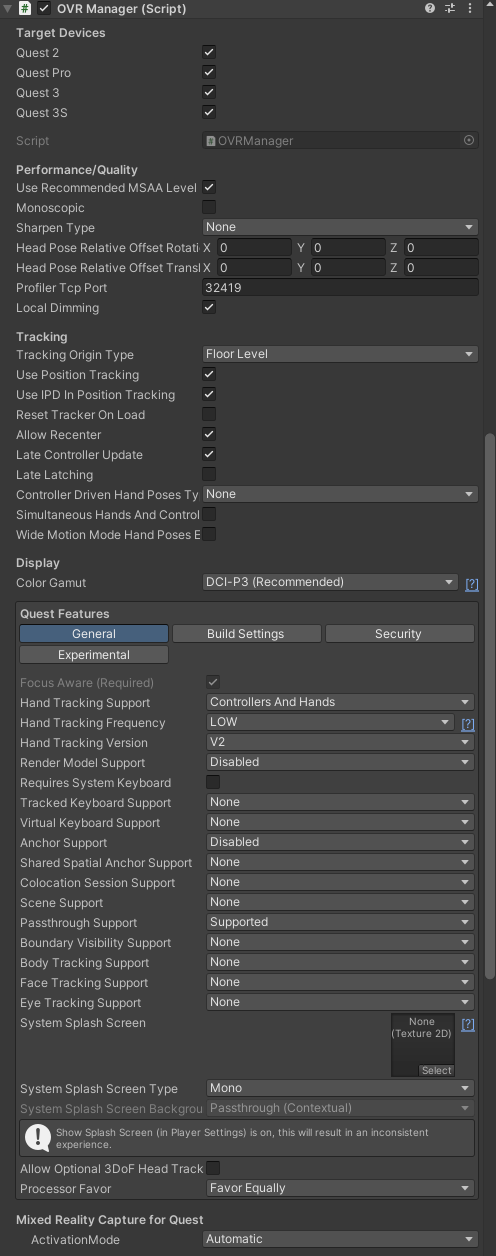 OVR Manager (Script)
Target Devices
Quest 2
Quest Pro
Quest 3
Quest 3S
Script OVRManager
Performance/Quality
Use Recommended MSAA Level
Monoscopic
Sharpen Type None
Head Pose Relative Offset Rotati X 0 Y 0 Z 0
Head Pose Relative Offset Transl X 0 Y 0 Z 0
Profiler Tcp Port 32419
Local Dimming
Tracking
Tracking Origin Type Floor Level
Use Position Tracking
Use IPD In Position Tracking
Reset Tracker On Load
Allow Recenter
Late Controller Update
Late Latching
Controller Driven Hand Poses Ty None
Simultaneous Hands And Control
Wide Motion Mode Hand Poses E
Display
Color Gamut DCI-P3 (Recommended) [?]
Quest Features
General Build Settings Security
Experimental
Focus Aware (Required)
Hand Tracking Support Controllers And Hands
Hand Tracking Frequency LOW [?]
Hand Tracking Version V2
Render Model Support Disabled
Requires System Keyboard
Tracked Keyboard Support None
Virtual Keyboard Support None
Anchor Support Disabled
Shared Spatial Anchor Support None
Colocation Session Support None
Scene Support None
Passthrough Support Supported
Boundary Visibility Support None
Body Tracking Support None
Face Tracking Support None
Eye Tracking Support None
System Splash Screen None [?]
(Texture 2D)
Select
System Splash Screen Type Mono
System Splash Screen Backgrou Passthrough (Contextual)
Show Splash Screen (in Player Settings) is on, this will result in an inconsistent
experience.
Allow Optional 3DoF Head Track
Processor Favor Favor Equally
Mixed Reality Capture for Quest
ActivationMode Automatic